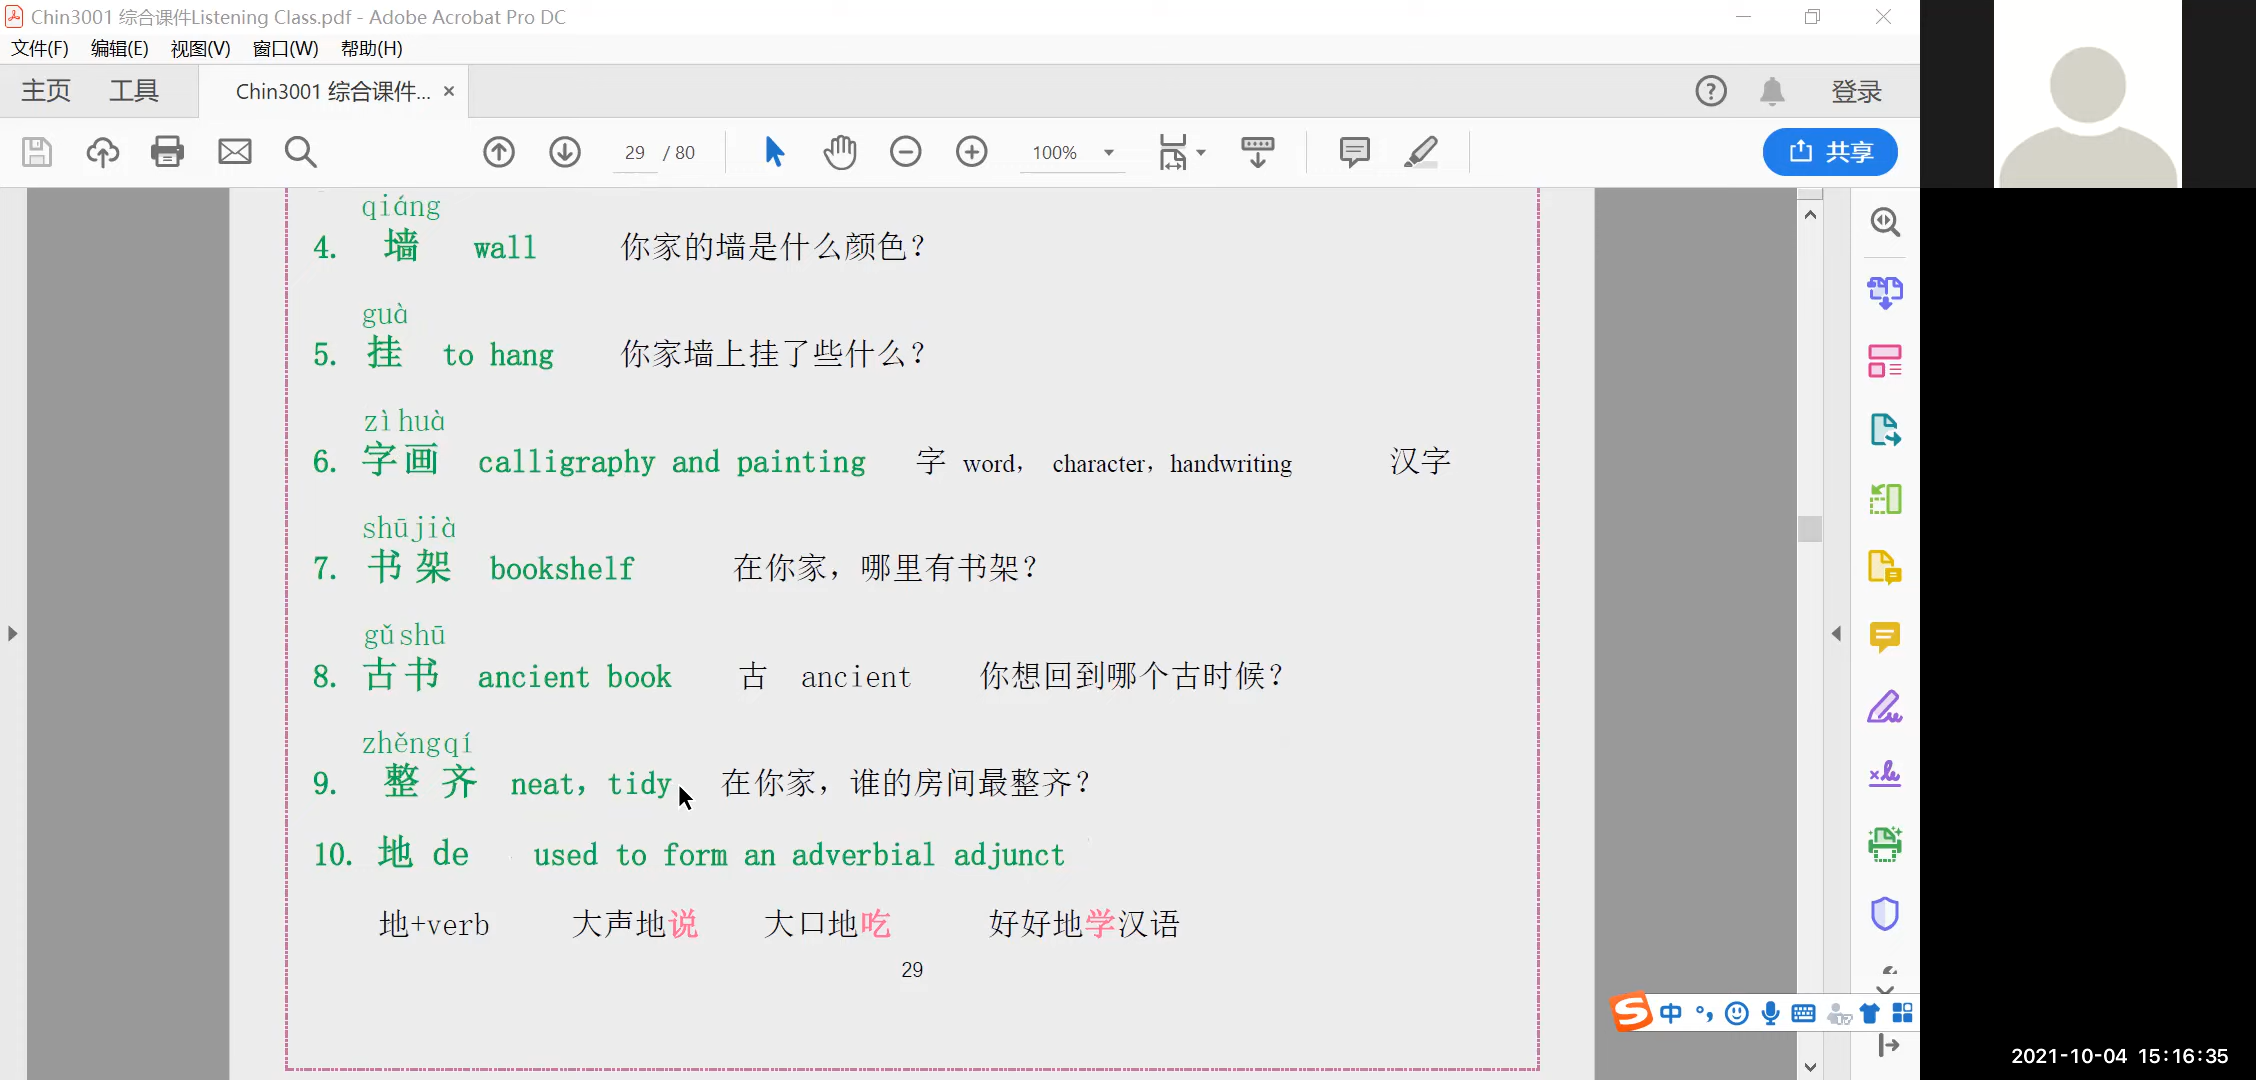 Chin3001 综合课件Listening Class.pdf - Adobe Acrobat Pro DC
文件(F) 编辑(E) 视图(V) 窗口(W) 帮助(H)
主页 工具 Chin3001 综合课件... × 登录
29 / 80 100% 共享
qiáng
4. 墙 wall 你家的墙是什么颜色?
guà
5. 挂 to hang 你家墙上挂了些什么?
zì huà
6. 字画 calligraphy and painting 字 word, character, handwriting 汉字
shū jià
7. 书架 bookshelf 在你家，哪里有书架?
gǔ shū
8. 古书 ancient book 古 ancient 你想回到哪个古时候?
zhěng qí
9. 整齐 neat, tidy 在你家，谁的房间最整齐?
10. 地 de used to form an adverbial adjunct
地+verb 大声地说 大口地吃 好好地学汉语
29
中
2021-10-04 15:16:35